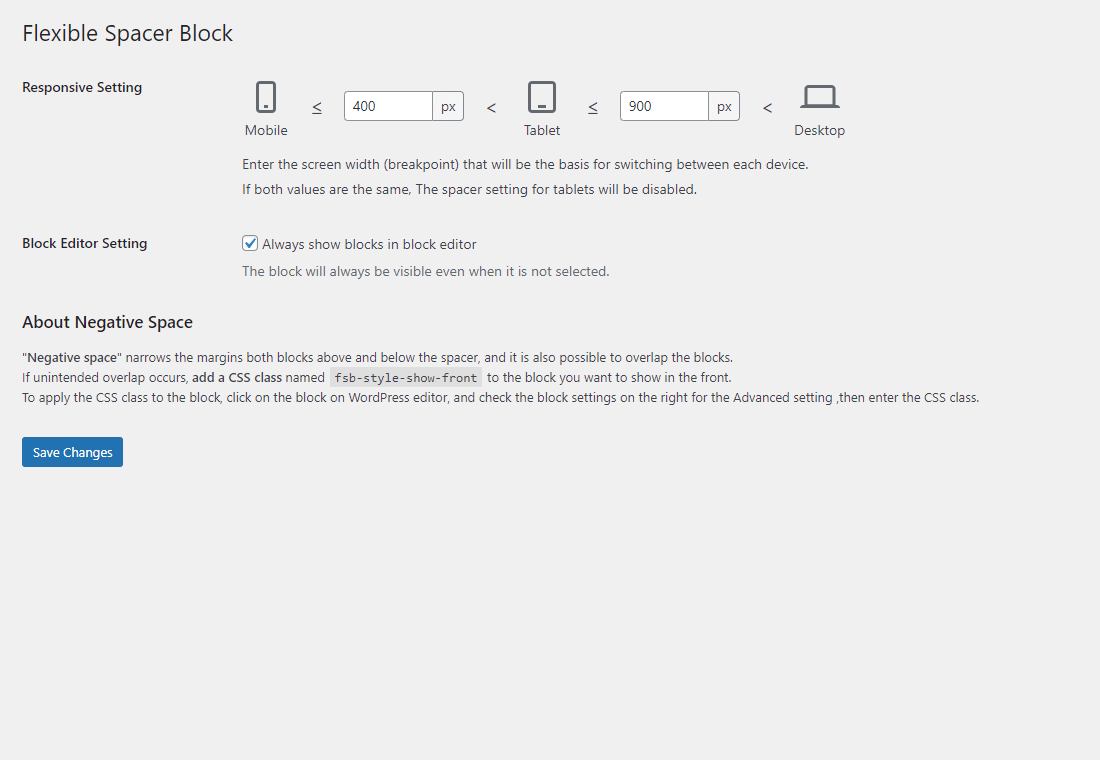 Flexible Spacer Block
Responsive Setting
≤ 400 px < ≤ 900 px <
Mobile Tablet Desktop
Enter the screen width (breakpoint) that will be the basis for switching between each device.
If both values are the same, The spacer setting for tablets will be disabled.
Block Editor Setting
Always show blocks in block editor
The block will always be visible even when it is not selected.
About Negative Space
"Negative space" narrows the margins both blocks above and below the spacer, and it is also possible to overlap the blocks.
If unintended overlap occurs, add a CSS class named fsb-style-show-front to the block you want to show in the front.
To apply the CSS class to the block, click on the block on WordPress editor, and check the block settings on the right for the Advanced setting ,then enter the CSS class.
Save Changes